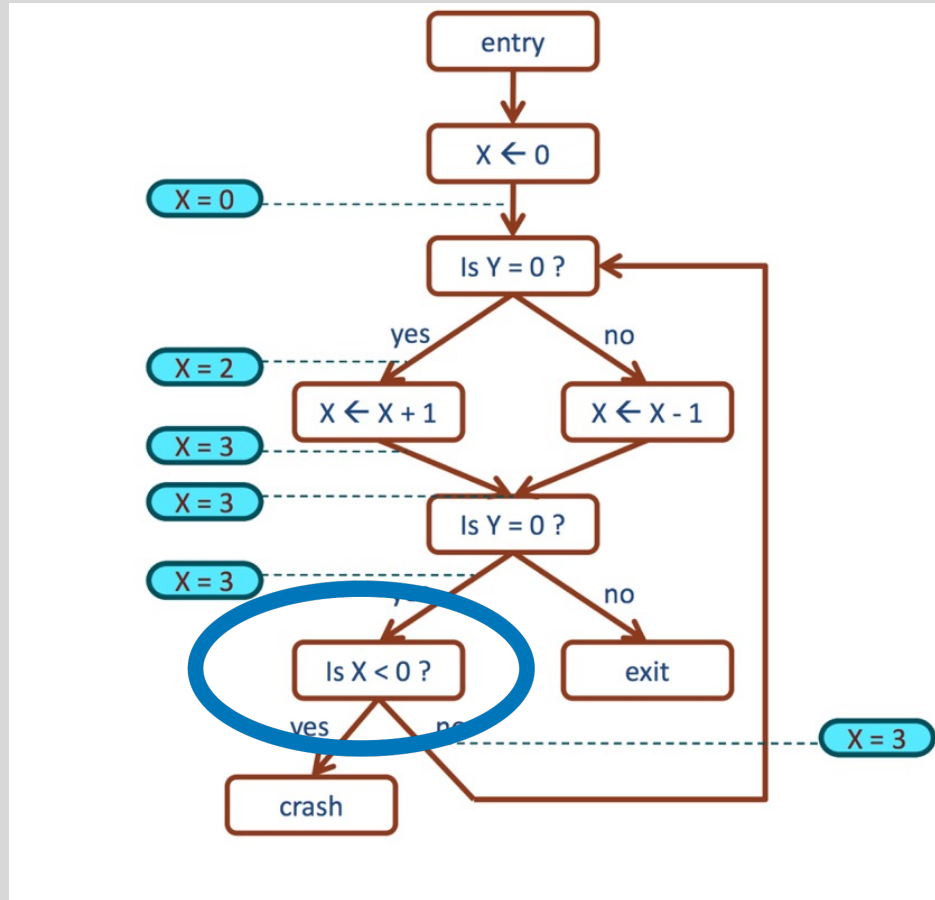 entry
X ← 0
X = 0
Is Y = 0 ?
yes
no
X = 2
X ← X + 1
X ← X - 1
X = 3
X = 3
Is Y = 0 ?
X = 3
no
Is X < 0 ?
exit
yes
no
X = 3
crash